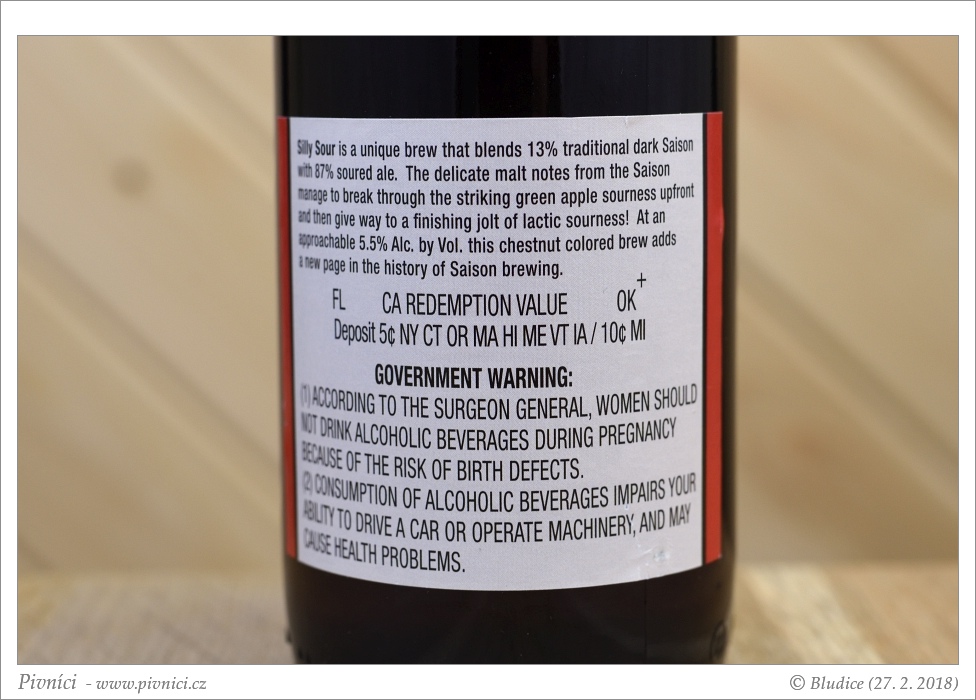 Silly Sour is a unique brew that blends 13% traditional dark Saison
with 87% soured ale. The delicate malt notes from the Saison
manage to break through the striking green apple sourness upfront
and then give way to a finishing jolt of lactic sourness! At an
approachable 5.5% Alc. by Vol. this chestnut colored brew adds
a new page in the history of Saison brewing.
FL CA REDEMPTION VALUE OK+
Deposit 5¢ NY CT OR MA HI ME VT IA / 10¢ MI
GOVERNMENT WARNING:
(1) ACCORDING TO THE SURGEON GENERAL, WOMEN SHOULD
NOT DRINK ALCOHOLIC BEVERAGES DURING PREGNANCY
BECAUSE OF THE RISK OF BIRTH DEFECTS.
(2) CONSUMPTION OF ALCOHOLIC BEVERAGES IMPAIRS YOUR
ABILITY TO DRIVE A CAR OR OPERATE MACHINERY, AND MAY
CAUSE HEALTH PROBLEMS.
Pivníci - www.pivnici.cz © Bludice (27. 2. 2018)